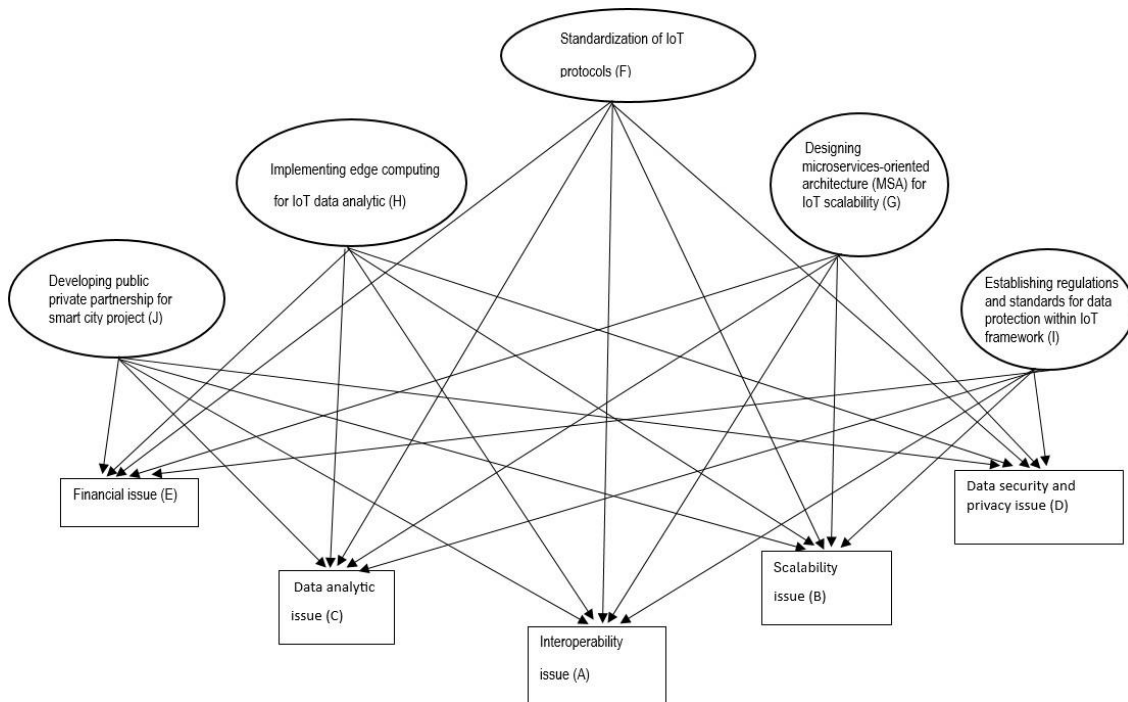 Standardization of IoT
protocols (F)
Implementing edge computing
for IoT data analytic (H)
Designing
microservices-oriented
architecture (MSA) for
IoT scalability (G)
Developing public
private partnership for
smart city project (J)
Establishing regulations
and standards for data
protection within IoT
framework (I)
Financial issue (E)
Data security and
privacy issue (D)
Data analytic
issue (C)
Scalability
issue (B)
Interoperability
issue (A)